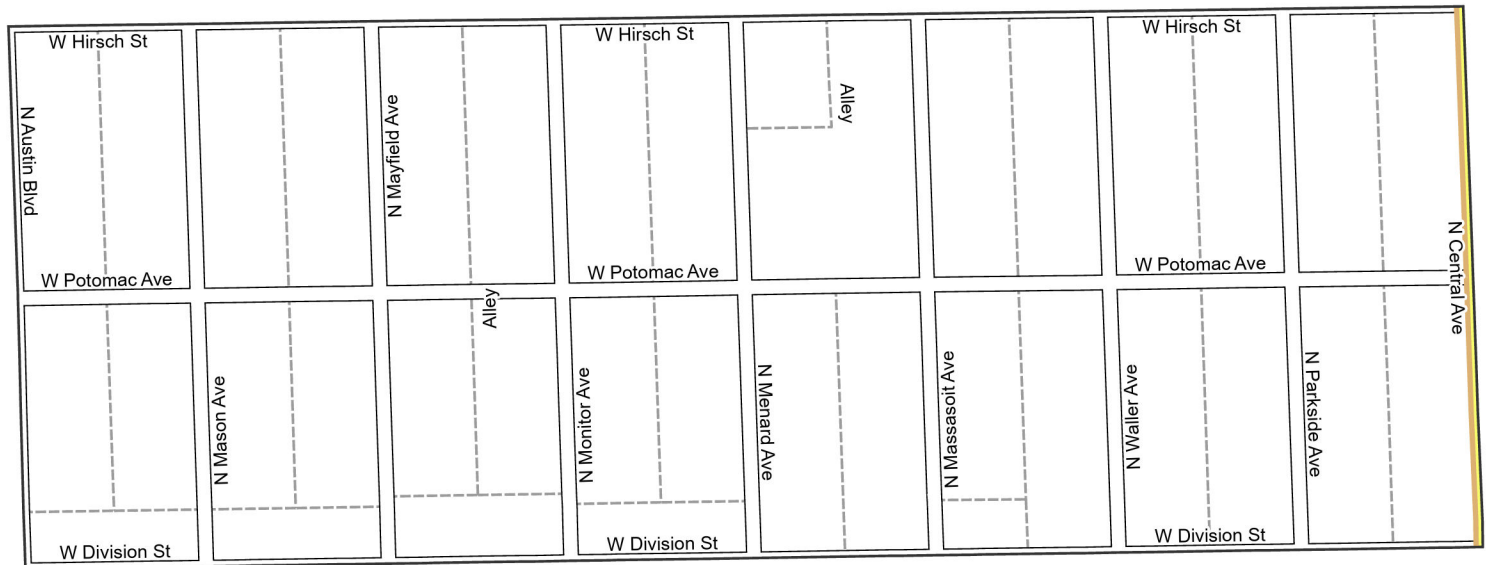 W Hirsch St
W Hirsch St
W Hirsch St
N Austin Blvd
N Mayfield Ave
Alley
W Potomac Ave
W Potomac Ave
W Potomac Ave
N Central Ave
Alley
N Mason Ave
N Monitor Ave
N Menard Ave
N Massasoit Ave
N Waller Ave
N Parkside Ave
W Division St
W Division St
W Division St